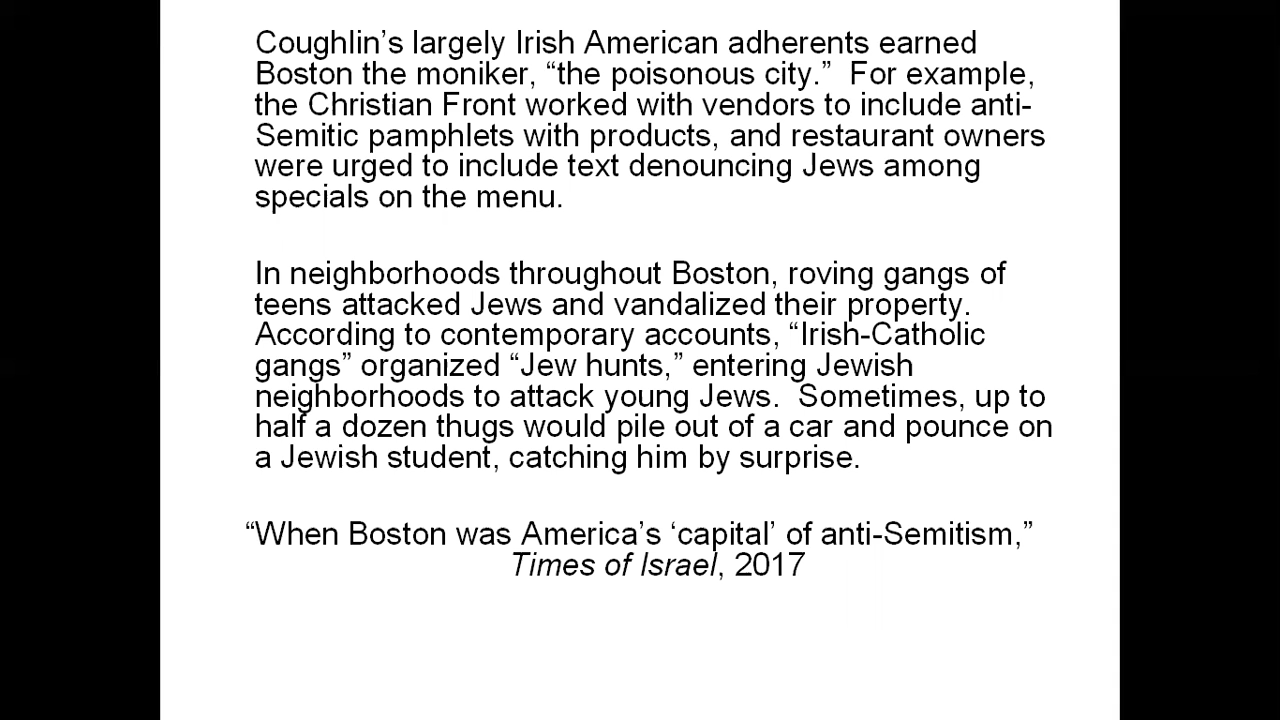 Coughlin’s largely Irish American adherents earned
Boston the moniker, “the poisonous city.”  For example,
the Christian Front worked with vendors to include anti-
Semitic pamphlets with products, and restaurant owners
were urged to include text denouncing Jews among
specials on the menu.
In neighborhoods throughout Boston, roving gangs of
teens attacked Jews and vandalized their property.
According to contemporary accounts, “Irish-Catholic
gangs” organized “Jew hunts,” entering Jewish
neighborhoods to attack young Jews.  Sometimes, up to
half a dozen thugs would pile out of a car and pounce on
a Jewish student, catching him by surprise.
“When Boston was America’s ‘capital’ of anti-Semitism,”
Times of Israel, 2017